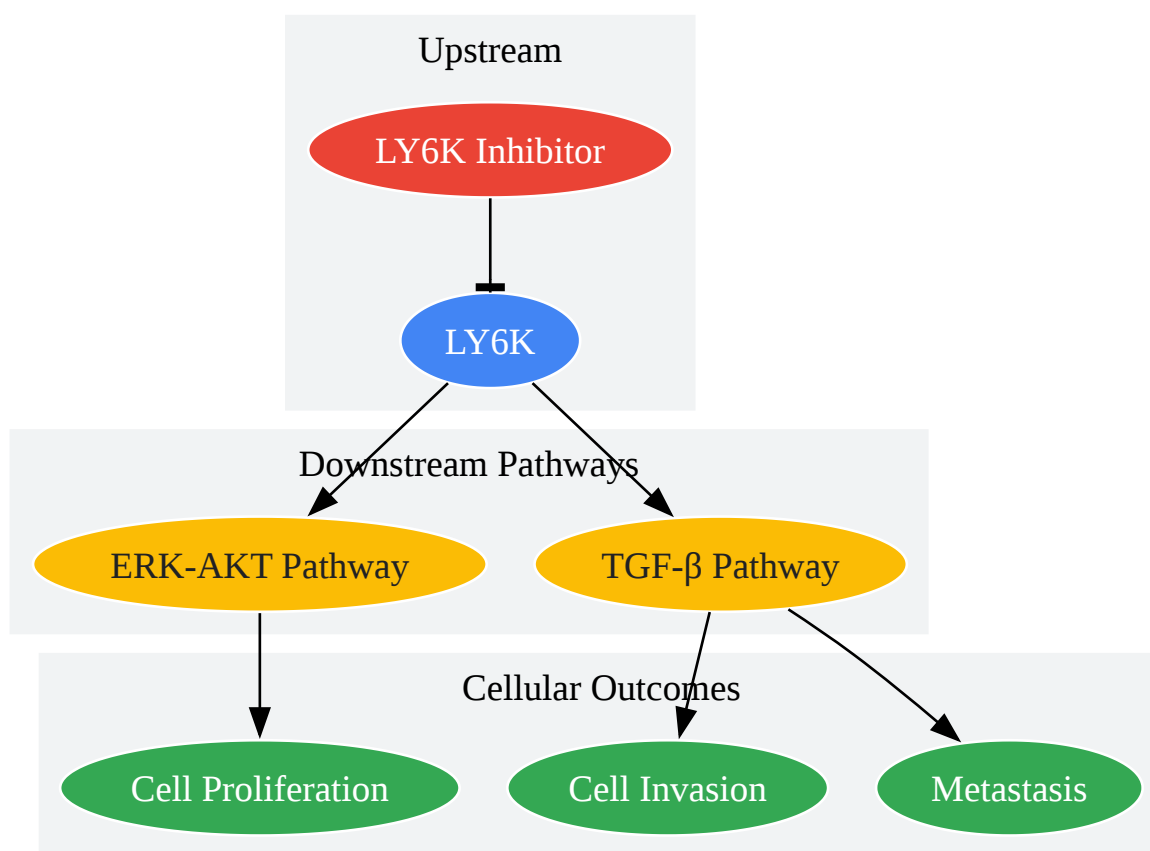 Upstream
LY6K Inhibitor
LY6K
Downstream Pathways
ERK-AKT Pathway
TGF-β Pathway
Cellular Outcomes
Cell Proliferation
Cell Invasion
Metastasis